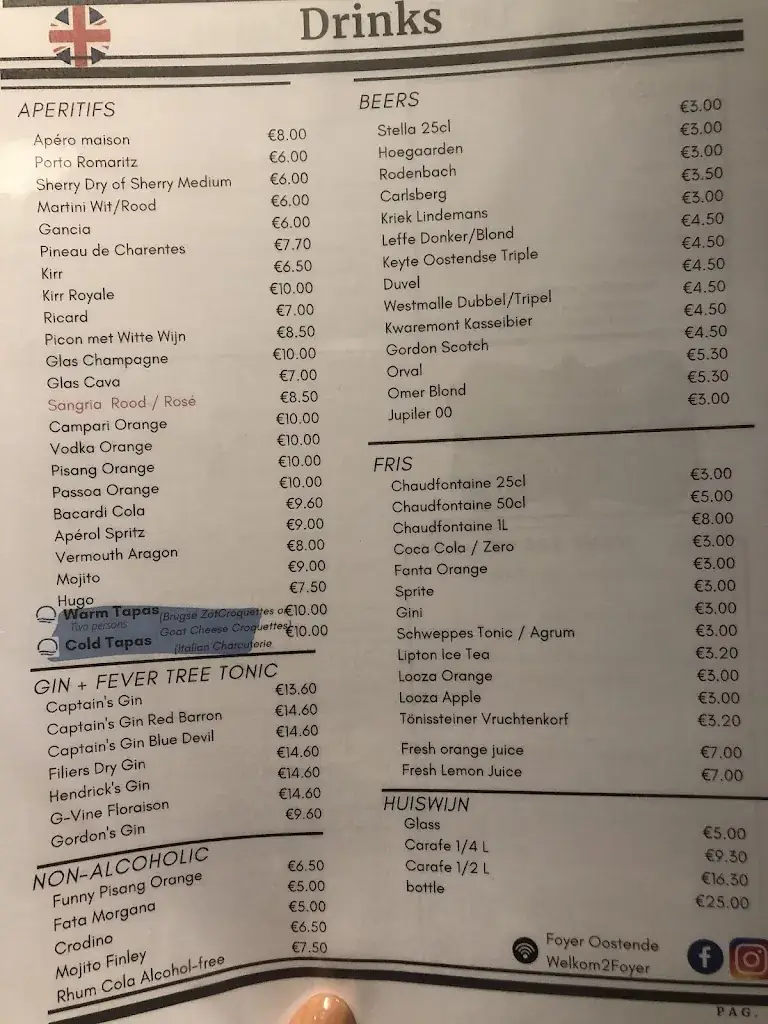 Drinks
APERITIFS
Apéro maison €8.00
Porto Romaritz €6.00
Sherry Dry of Sherry Medium €6.00
Martini Wit/Rood €6.00
Gancia €6.00
Pineau de Charentes €7.70
Kirr €6.50
Kirr Royale €10.00
Ricard €7.00
Picon met Witte Wijn €8.50
Glas Champagne €10.00
Glas Cava €7.00
Sangria Rood / Rosé €8.50
Campari Orange €10.00
Vodka Orange €10.00
Pisang Orange €10.00
Passoa Orange €10.00
Bacardi Cola €9.60
Apérol Spritz €9.00
Vermouth Aragon €8.00
Mojito €9.00
Hugo €7.50
Warm Tapas (Brugse ZotCroquettes or €10.00
Two persons Goat Cheese Croquettes)
Cold Tapas (Italian Charcuterie €10.00
GIN + FEVER TREE TONIC
Captain's Gin €13.60
Captain's Gin Red Barron €14.60
Captain's Gin Blue Devil €14.60
Filiers Dry Gin €14.60
Hendrick's Gin €14.60
G-Vine Floraison €14.60
Gordon's Gin €9.60
NON-ALCOHOLIC
Funny Pisang Orange €6.50
Fata Morgana €5.00
Crodino €5.00
Mojito Finley €6.50
Rhum Cola Alcohol-free €7.50
BEERS
Stella 25cl €3.00
Hoegaarden €3.00
Rodenbach €3.00
Carlsberg €3.50
Kriek Lindemans €3.00
Leffe Donker/Blond €4.50
Keyte Oostendse Triple €4.50
Duvel €4.50
Westmalle Dubbel/Tripel €4.50
Kwaremont Kasseibier €4.50
Gordon Scotch €4.50
Orval €5.30
Omer Blond €5.30
Jupiler 00 €3.00
FRIS
Chaudfontaine 25cl €3.00
Chaudfontaine 50cl €5.00
Chaudfontaine 1L €8.00
Coca Cola / Zero €3.00
Fanta Orange €3.00
Sprite €3.00
Gini €3.00
Schweppes Tonic / Agrum €3.00
Lipton Ice Tea €3.20
Looza Orange €3.00
Looza Apple €3.00
Tönissteiner Vruchtenkorf €3.20
Fresh orange juice €7.00
Fresh Lemon Juice €7.00
HUISWIJN
Glass €5.00
Carafe 1/4 L €9.30
Carafe 1/2 L €16.30
bottle €25.00
Foyer Oostende
Welkom2Foyer
PAG.